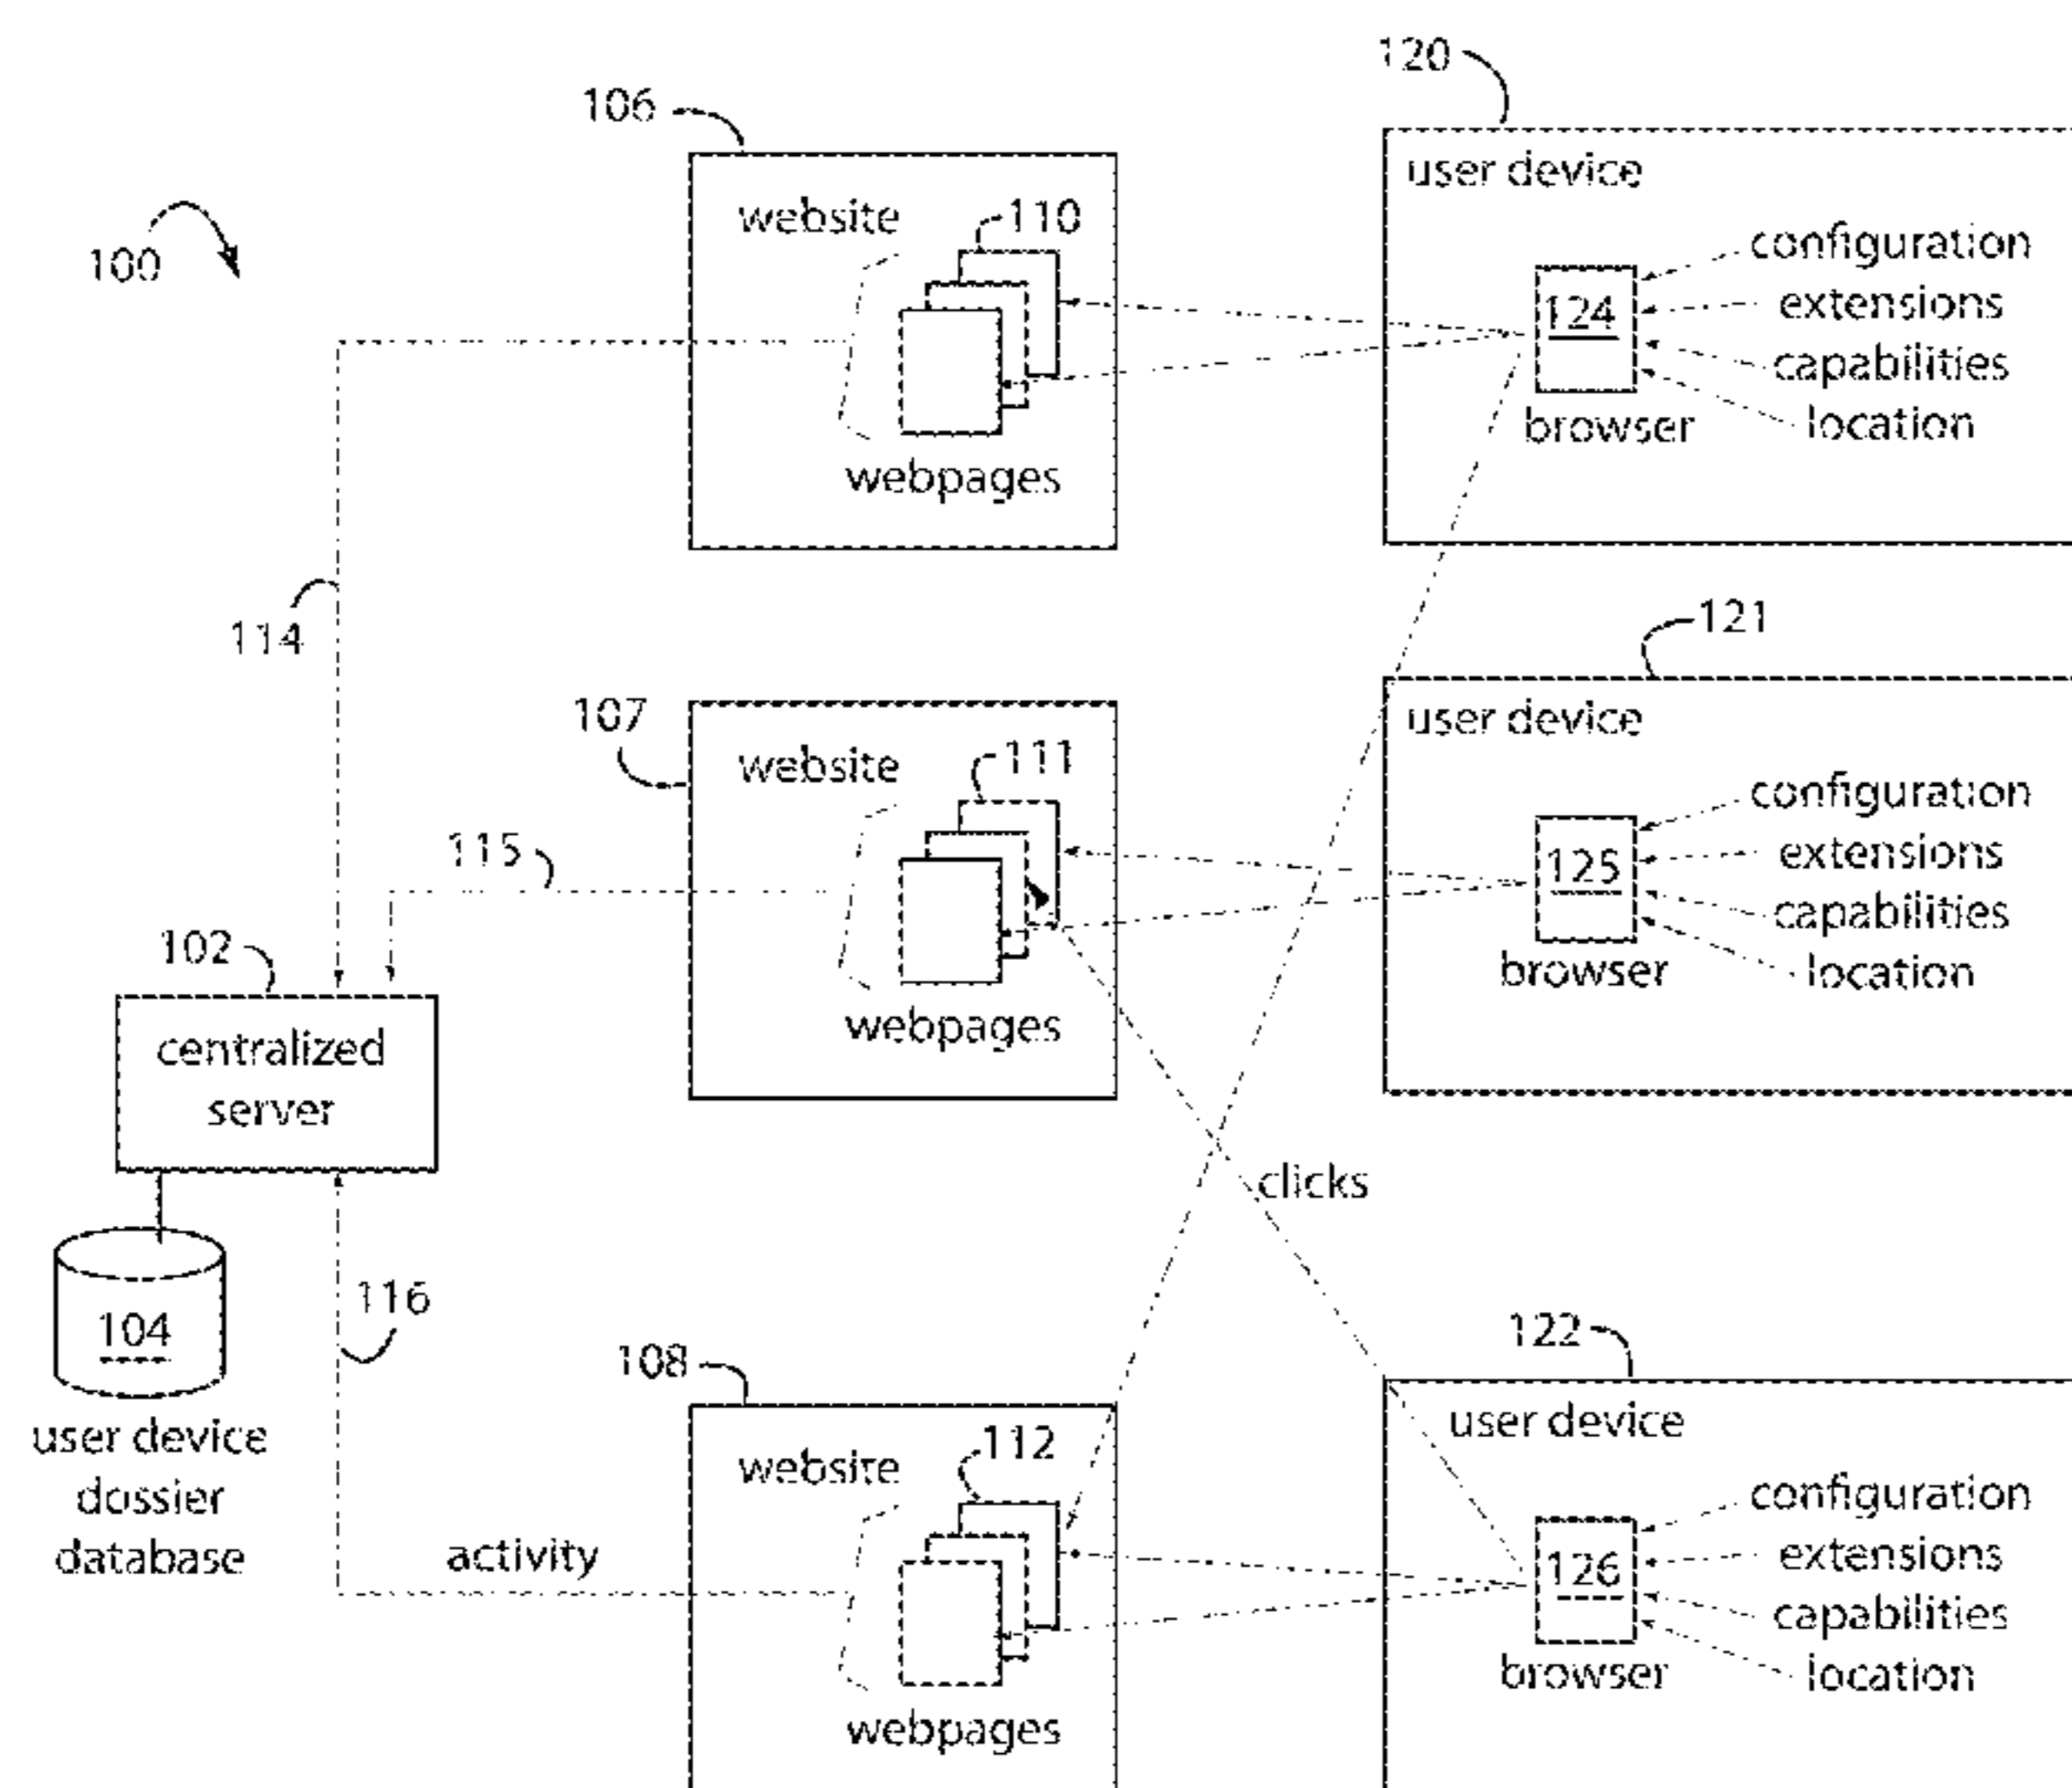 120
106
user device
website
110
configuration
100
124
extensions
capabilities
browser
location
webpages
114
121
107
user device
website
111
configuration
115
125
extensions
capabilities
102
browser
location
webpages
centralized
server
clicks
116
104
122
108
user device
dossier
database
user device
website
112
configuration
activity
126
extensions
capabilities
browser
location
webpages